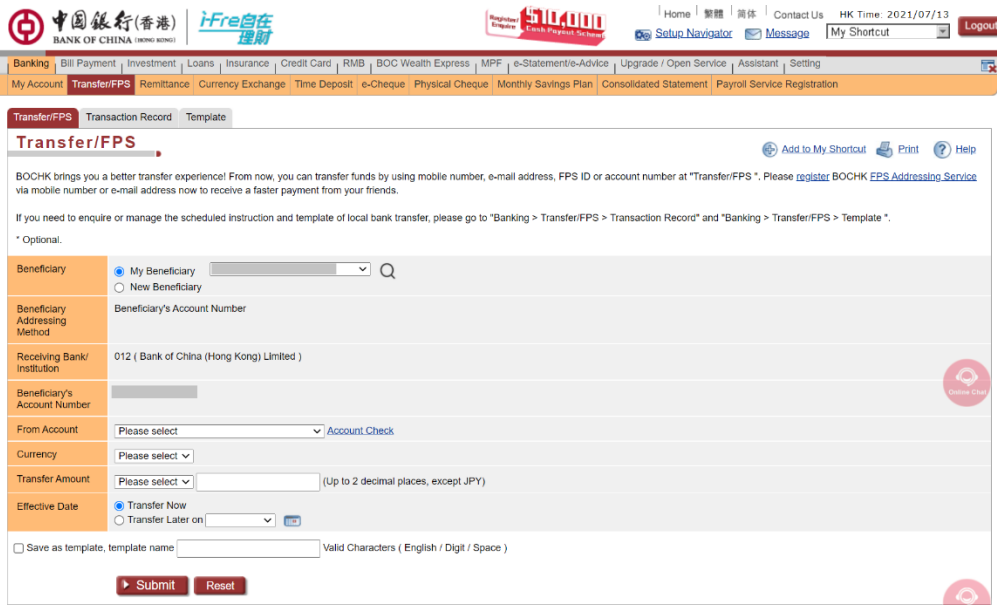 中国银行(香港)
BANK OF CHINA (HONG KONG)
i-Free自在
理財
Register/
Enquire
$10,000
Cash Payout Scheme
Home 繁體 简体 Contact Us HK Time: 2021/07/13
Setup Navigator Message My Shortcut Logout
Banking Bill Payment Investment Loans Insurance Credit Card RMB BOC Wealth Express MPF e-Statement/e-Advice Upgrade / Open Service Assistant Setting
My Account Transfer/FPS Remittance Currency Exchange Time Deposit e-Cheque Physical Cheque Monthly Savings Plan Consolidated Statement Payroll Service Registration
Transfer/FPS Transaction Record Template
Transfer/FPS
Add to My Shortcut Print Help
BOCHK brings you a better transfer experience! From now, you can transfer funds by using mobile number, e-mail address, FPS ID or account number at "Transfer/FPS ". Please register BOCHK FPS Addressing Service
via mobile number or e-mail address now to receive a faster payment from your friends.
If you need to enquire or manage the scheduled instruction and template of local bank transfer, please go to "Banking > Transfer/FPS > Transaction Record" and "Banking > Transfer/FPS > Template ".
* Optional.
Beneficiary My Beneficiary
New Beneficiary
Beneficiary
Addressing
Method
Beneficiary's Account Number
Receiving Bank/
Institution
012 ( Bank of China (Hong Kong) Limited )
Beneficiary's
Account Number
Online Chat
From Account Please select Account Check
Currency Please select
Transfer Amount Please select (Up to 2 decimal places, except JPY)
Effective Date Transfer Now
Transfer Later on
Save as template, template name Valid Characters ( English / Digit / Space )
Submit Reset